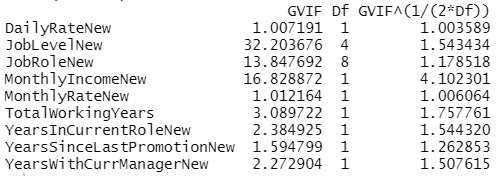 GVIF Df GVIF^(1/(2*Df))
DailyRateNew 1.007191 1 1.003589
JobLevelNew 32.203676 4 1.543434
JobRoleNew 13.847692 8 1.178518
MonthlyIncomeNew 16.828872 1 4.102301
MonthlyRateNew 1.012164 1 1.006064
TotalWorkingYears 3.089722 1 1.757761
YearsInCurrentRoleNew 2.384925 1 1.544320
YearsSinceLastPromotionNew 1.594799 1 1.262853
YearsWithCurrManagerNew 2.272904 1 1.507615